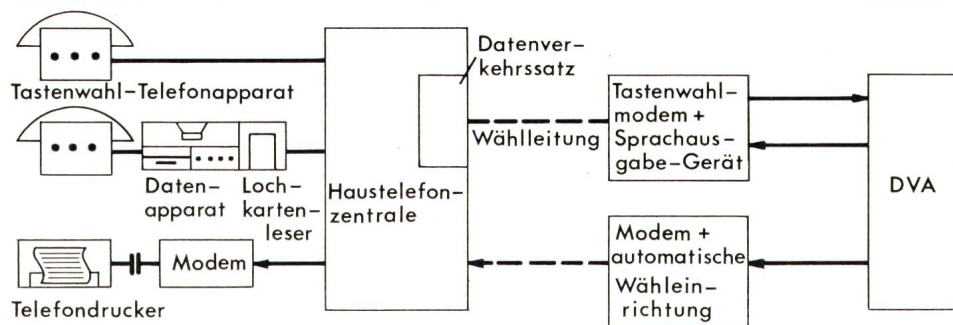 Tastenwahl-Telefonapparat
Daten-
apparat
Loch-
karten-
leser
Modem
Telefondrucker
Haustelefon-
zentrale
Datenver-
kehrssatz
Wählleitung
Tastenwahl-
modem +
Sprachaus-
gabe-Gerät
Modem +
automatische
Wählein-
richtung
DVA